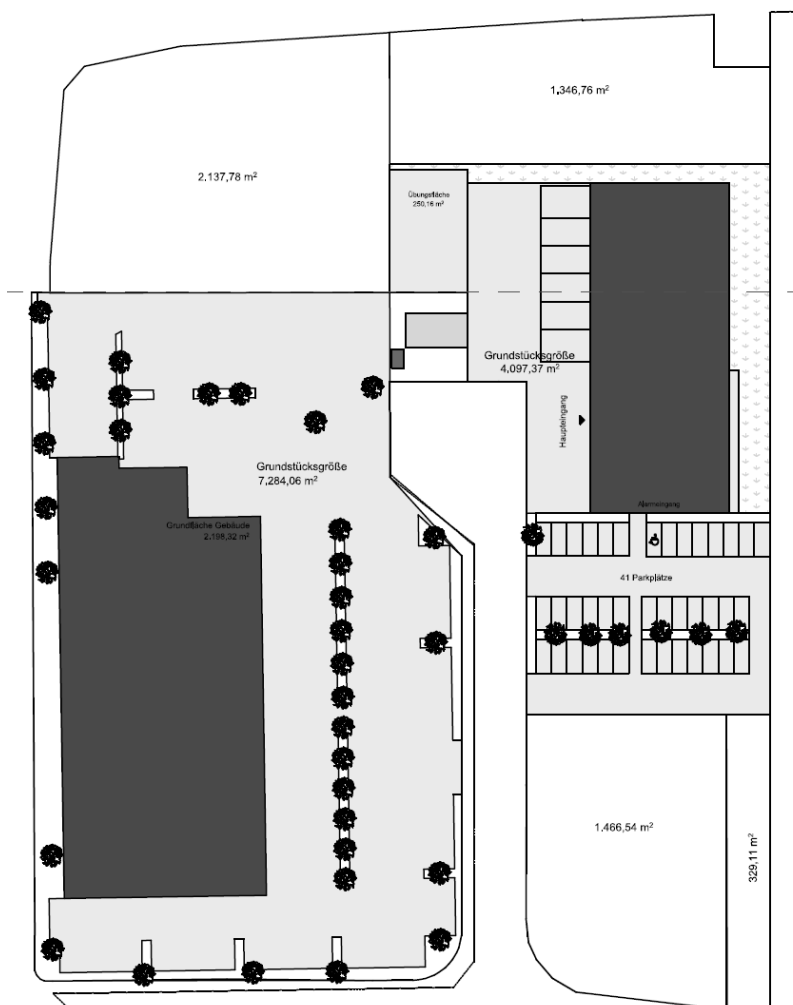 1.346,76 m²
2.137,78 m²
Übungsfläche
250,16 m²
Grundstücksgröße
4.097,37 m²
Haupteingang
Grundstücksgröße
7,284,06 m²
Grundfläche Gebäude
2.198,32 m²
Alarmeingang
41 Parkplätze
1.466,54 m²
329,11 m²